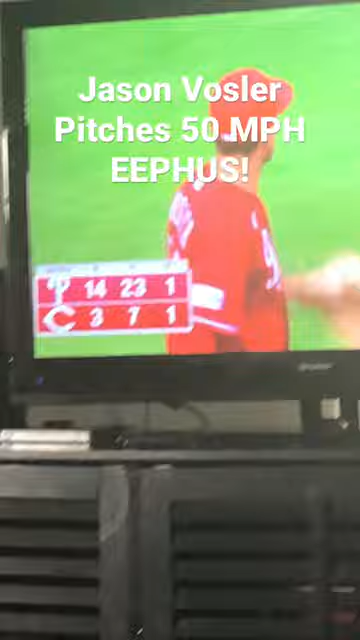 Jason Vosler
Pitches 50 MPH
EEPHUS!
P 14 23 1
C 3 7 1